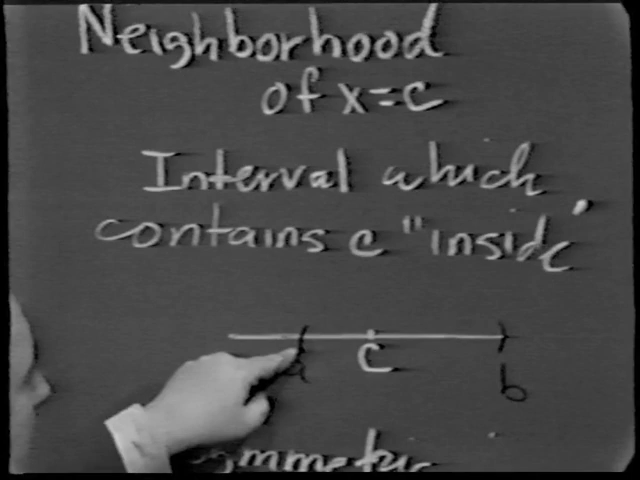 Neighborhood
of x=c
Interval which
contains c "inside"
a c b